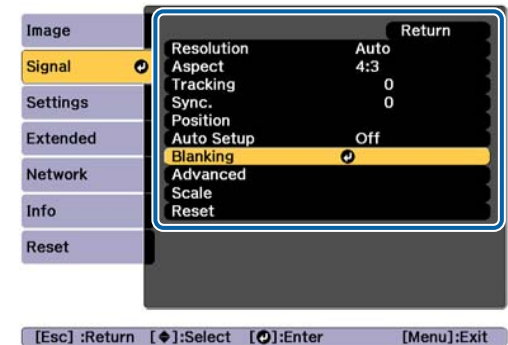 Image
Signal
Settings
Extended
Network
Info
Reset
Return
Resolution Auto
Aspect 4:3
Tracking 0
Sync. 0
Position
Auto Setup Off
Blanking
Advanced
Scale
Reset
[Esc] :Return [◆]:Select [⏎]:Enter [Menu]:Exit